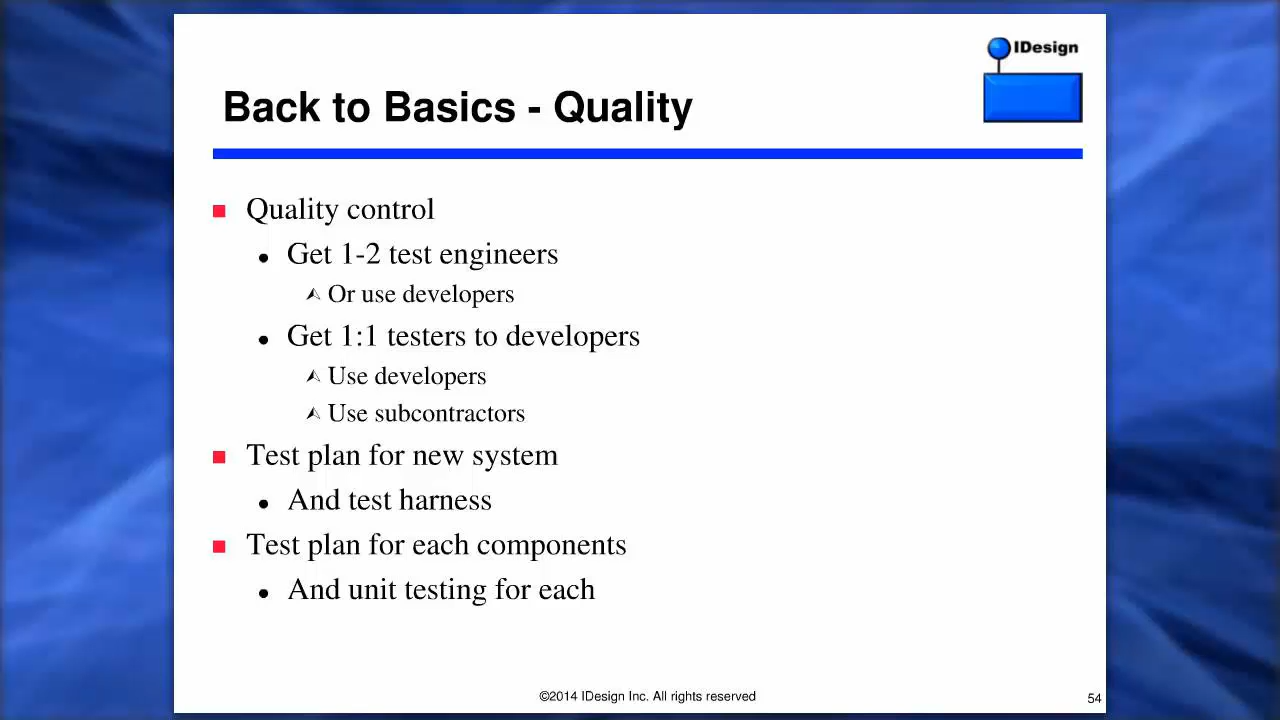 IDesign
Back to Basics - Quality
Quality control
Get 1-2 test engineers
Or use developers
Get 1:1 testers to developers
Use developers
Use subcontractors
Test plan for new system
And test harness
Test plan for each components
And unit testing for each
©2014 IDesign Inc. All rights reserved
54